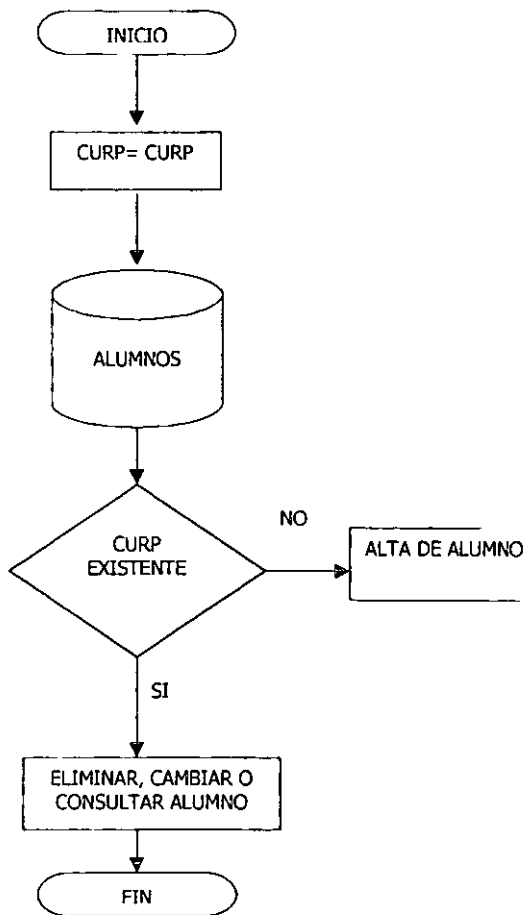 INICIO
CURP= CURP
ALUMNOS
CURP
EXISTENTE
NO
ALTA DE ALUMNO
SI
ELIMINAR, CAMBIAR O
CONSULTAR ALUMNO
FIN